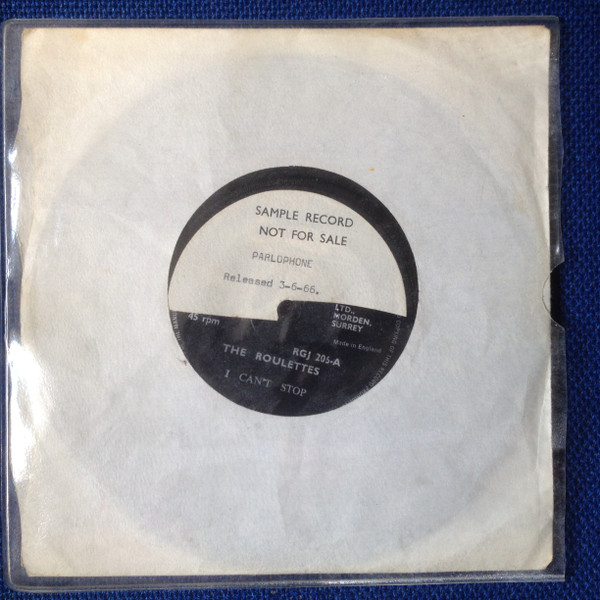 SAMPLE RECORD
NOT FOR SALE
PARLOPHONE
Released 3-6-66.
45 rpm
LTD.,
MORDEN,
SURREY
Made in England
RGJ 205-A
THE ROULETTES
I CAN'T STOP